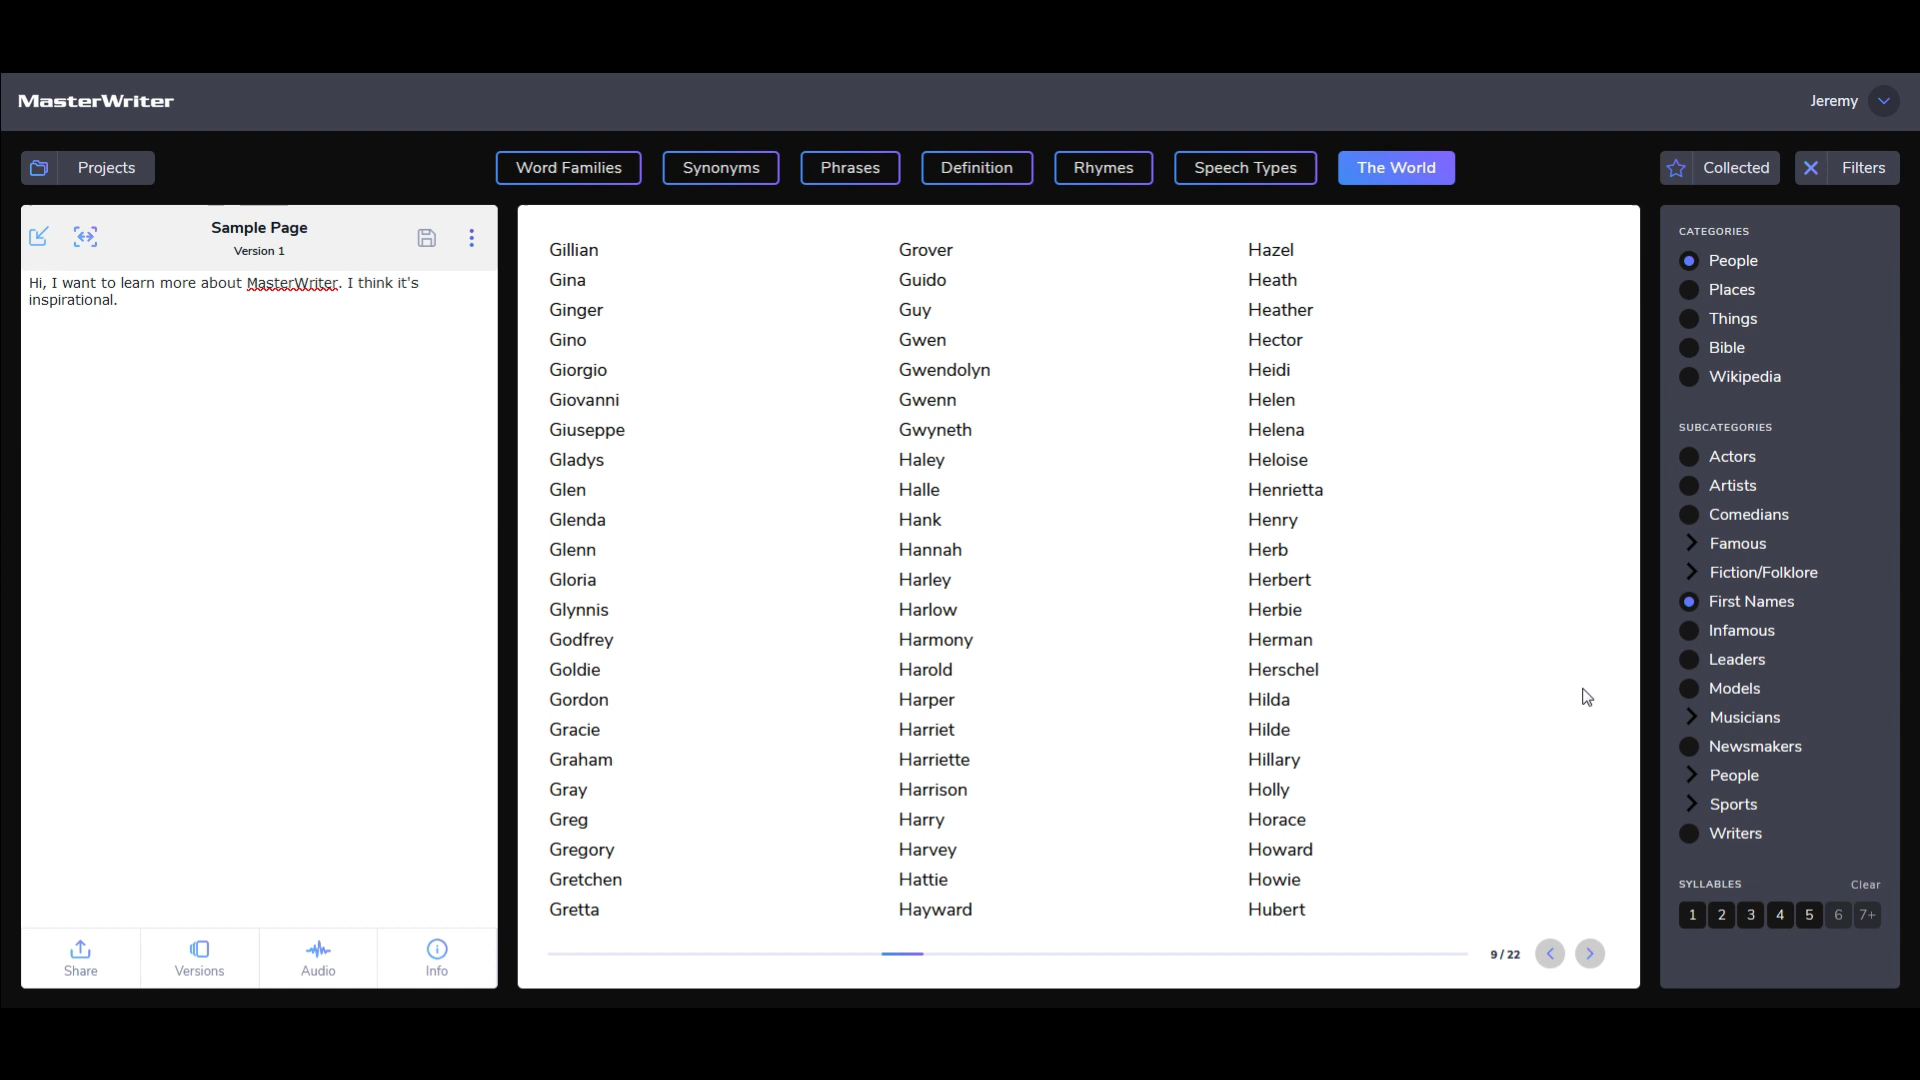 MasterWriter
Jeremy
Projects
Word Families
Synonyms
Phrases
Definition
Rhymes
Speech Types
The World
Collected
Filters
Sample Page
Version 1
Hi, I want to learn more about MasterWriter. I think it's
inspirational.
Share
Versions
Audio
Info
Gillian
Gina
Ginger
Gino
Giorgio
Giovanni
Giuseppe
Gladys
Glen
Glenda
Glenn
Gloria
Glynnis
Godfrey
Goldie
Gordon
Gracie
Graham
Gray
Greg
Gregory
Gretchen
Gretta
Grover
Guido
Guy
Gwen
Gwendolyn
Gwenn
Gwyneth
Haley
Halle
Hank
Hannah
Harley
Harlow
Harmony
Harold
Harper
Harriet
Harriette
Harrison
Harry
Harvey
Hattie
Hayward
Hazel
Heath
Heather
Hector
Heidi
Helen
Helena
Heloise
Henrietta
Henry
Herb
Herbert
Herbie
Herman
Herschel
Hilda
Hilde
Hillary
Holly
Horace
Howard
Howie
Hubert
9 / 22
CATEGORIES
People
Places
Things
Bible
Wikipedia
SUBCATEGORIES
Actors
Artists
Comedians
Famous
Fiction/Folklore
First Names
Infamous
Leaders
Models
Musicians
Newsmakers
People
Sports
Writers
SYLLABLES Clear
1 2 3 4 5 6 7+